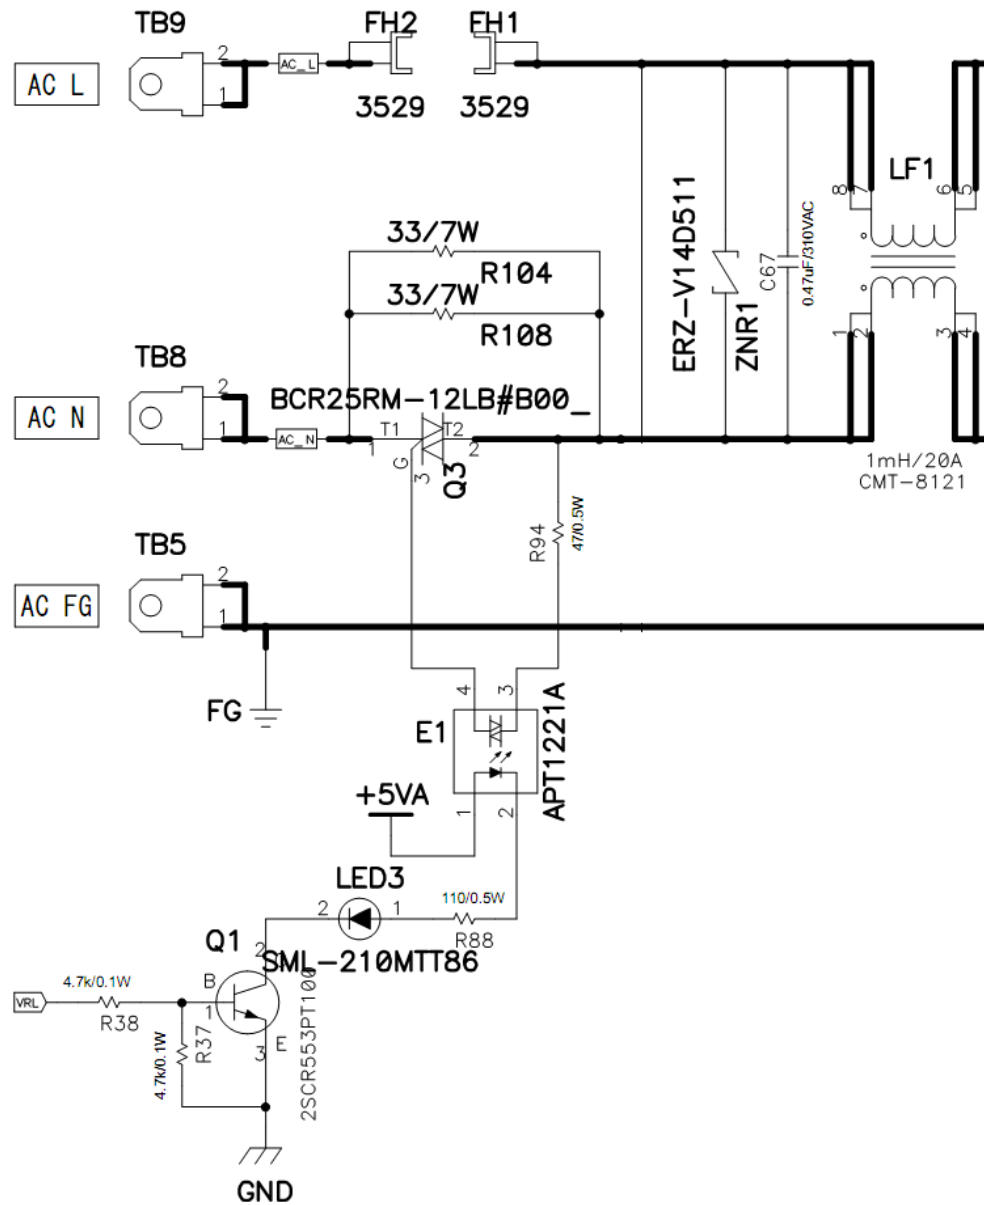 TB9 FH2 FH1
AC L 2 AC_L
1 3529 3529
LF1
8 7 6 5
33/7W
R104
33/7W
R108
ERZ-V14D511
ZNR1
C67
0.47uF/310VAC
1 2 3 4
TB8
AC N 2 BCR25RM-12LB#B00_
1 AC_N 1 T1 T2 2
G 3 Q3
1mH/20A
CMT-8121
R94 47/0.5W
TB5
AC FG 2
1
FG
4 3
E1 APT1221A
+5VA
1 2
LED3
2 1 110/0.5W
R88
Q1 2 SML-210MTT86
VRL 4.7k/0.1W B
R38 1
R37
4.7k/0.1W
3 E
2SCR553PT100
GND